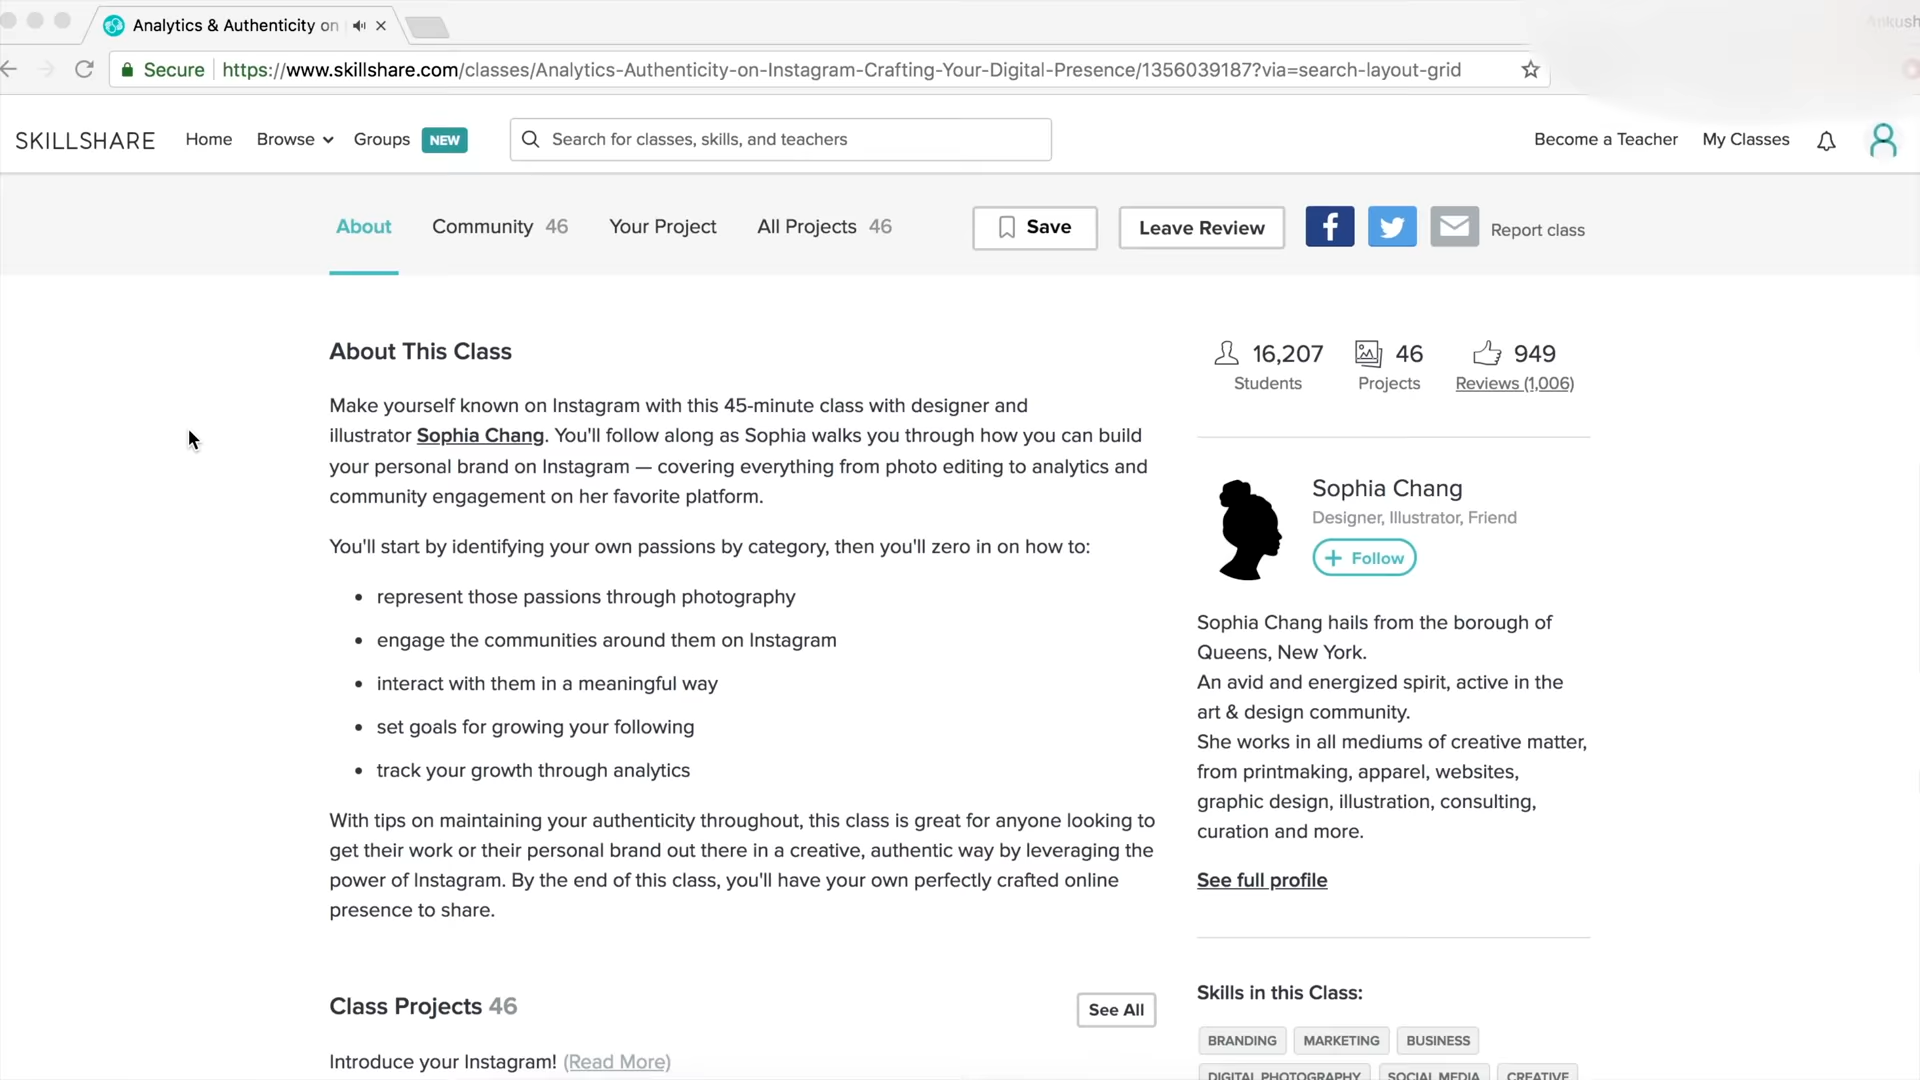 Analytics & Authenticity on
Ankush
Secure https://www.skillshare.com/classes/Analytics-Authenticity-on-Instagram-Crafting-Your-Digital-Presence/1356039187?via=search-layout-grid
SKILLSHARE Home Browse Groups NEW Search for classes, skills, and teachers Become a Teacher My Classes
About Community 46 Your Project All Projects 46 Save Leave Review Report class
About This Class
Make yourself known on Instagram with this 45-minute class with designer and
illustrator Sophia Chang. You'll follow along as Sophia walks you through how you can build
your personal brand on Instagram — covering everything from photo editing to analytics and
community engagement on her favorite platform.
You'll start by identifying your own passions by category, then you'll zero in on how to:
• represent those passions through photography
• engage the communities around them on Instagram
• interact with them in a meaningful way
• set goals for growing your following
• track your growth through analytics
With tips on maintaining your authenticity throughout, this class is great for anyone looking to
get their work or their personal brand out there in a creative, authentic way by leveraging the
power of Instagram. By the end of this class, you'll have your own perfectly crafted online
presence to share.
Class Projects 46
See All
Introduce your Instagram! (Read More)
16,207 46 949
Students Projects Reviews (1,006)
Sophia Chang
Designer, Illustrator, Friend
+ Follow
Sophia Chang hails from the borough of
Queens, New York.
An avid and energized spirit, active in the
art & design community.
She works in all mediums of creative matter,
from printmaking, apparel, websites,
graphic design, illustration, consulting,
curation and more.
See full profile
Skills in this Class:
BRANDING MARKETING BUSINESS
DIGITAL PHOTOGRAPHY SOCIAL MEDIA CREATIVE